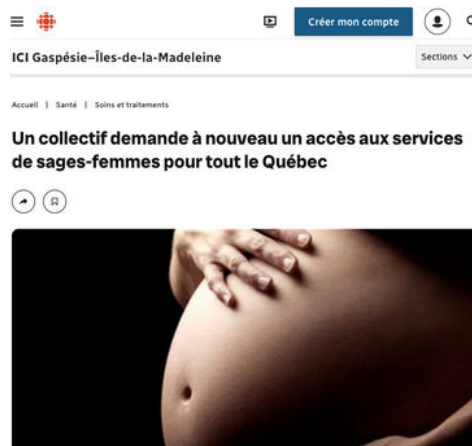 Créer mon compte
ICI Gaspésie–Îles-de-la-Madeleine
Sections
Accueil | Santé | Soins et traitements
Un collectif demande à nouveau un accès aux services
de sages-femmes pour tout le Québec